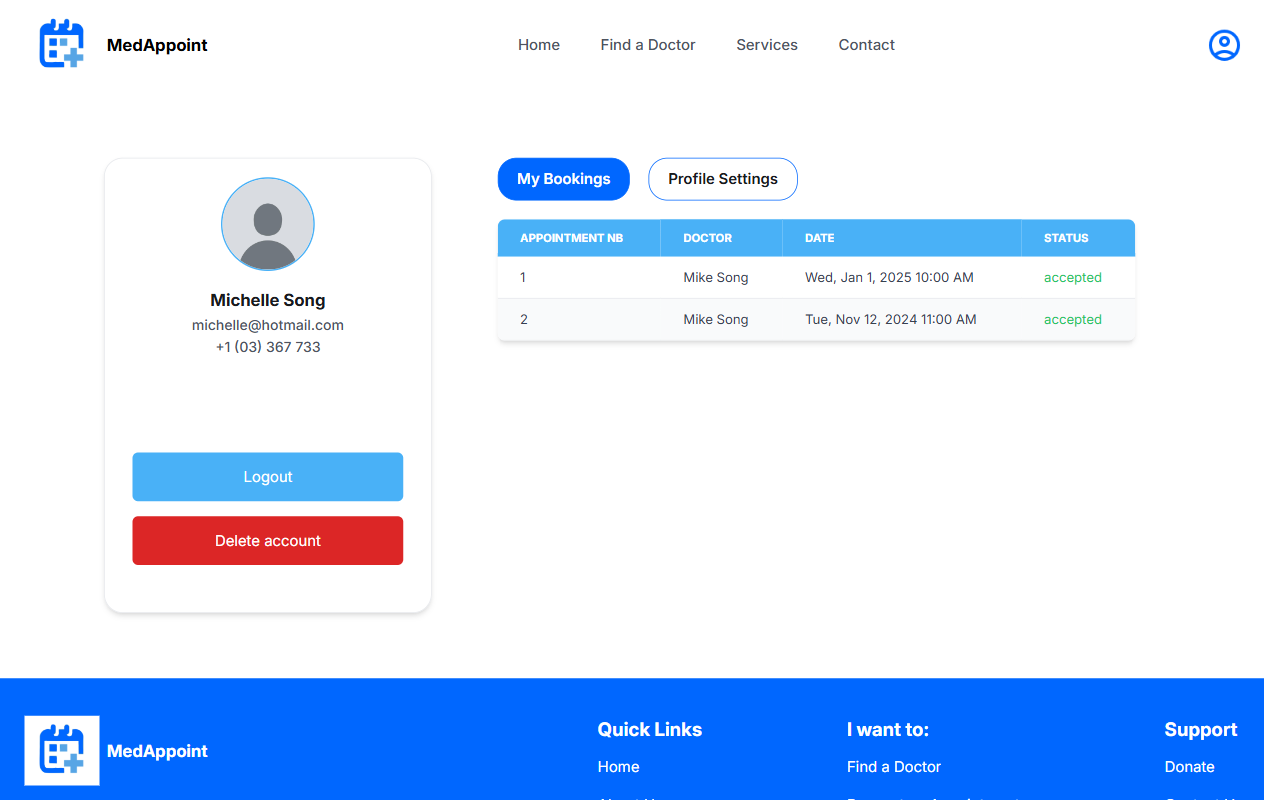 MedAppoint
Home Find a Doctor Services Contact
Michelle Song
michelle@hotmail.com
+1 (03) 367 733
Logout
Delete account
My Bookings Profile Settings
APPOINTMENT NB DOCTOR DATE STATUS
1 Mike Song Wed, Jan 1, 2025 10:00 AM accepted
2 Mike Song Tue, Nov 12, 2024 11:00 AM accepted
MedAppoint
Quick Links I want to: Support
Home Find a Doctor Donate